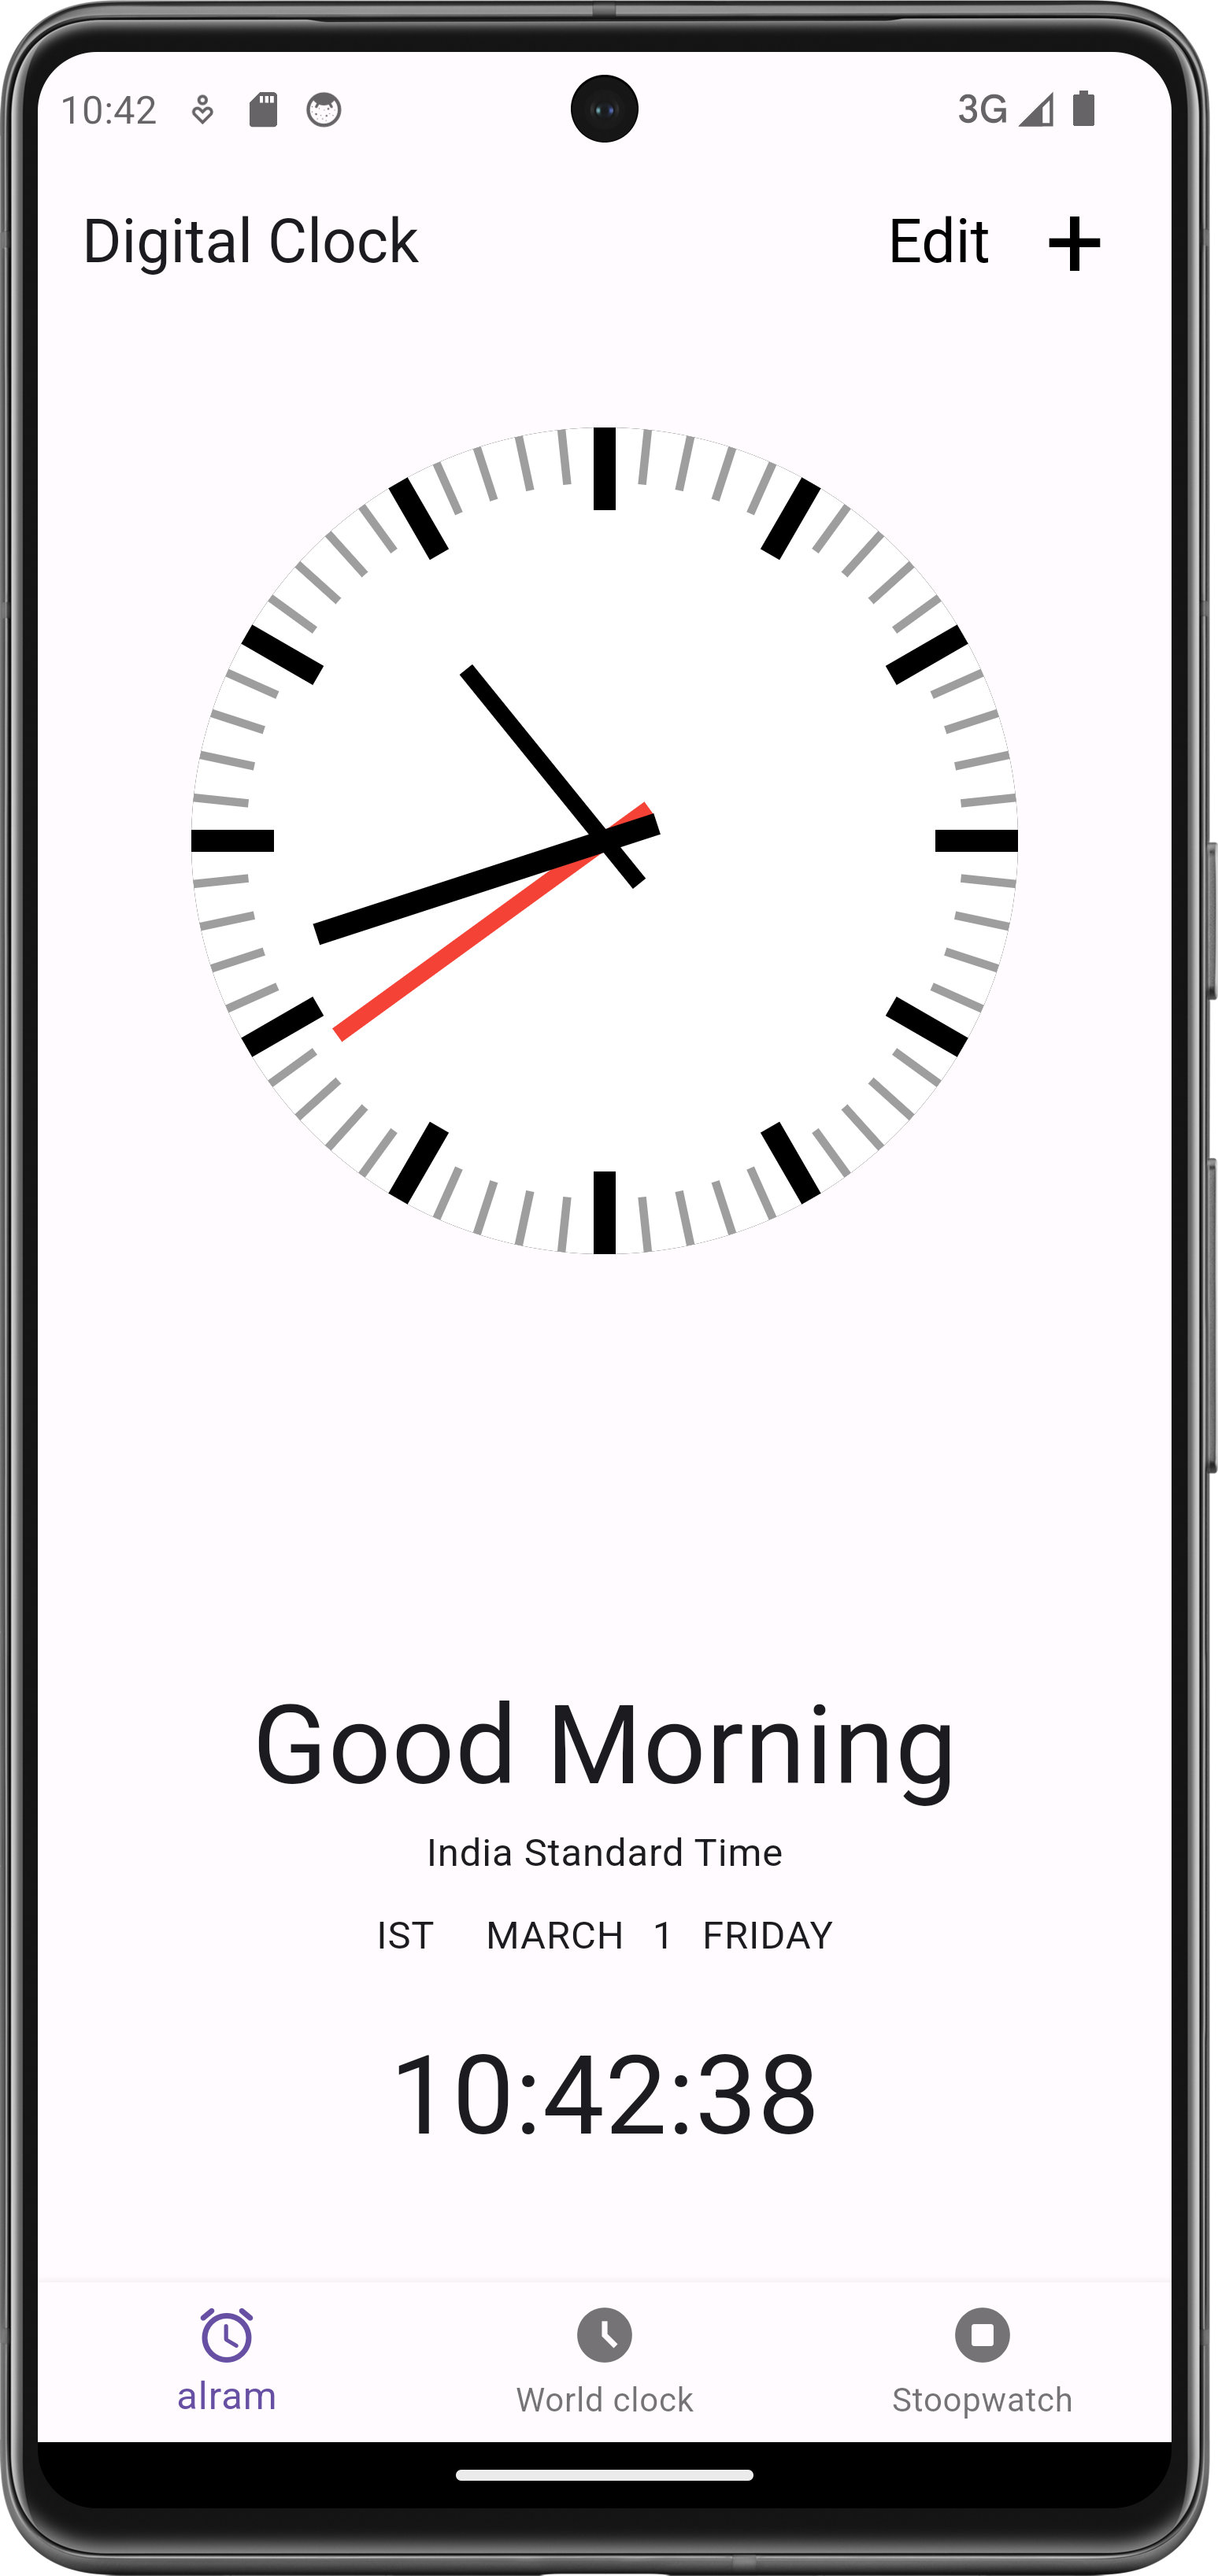 10:42 3G
Digital Clock Edit +
Good Morning
India Standard Time
IST MARCH 1 FRIDAY
10:42:38
alram World clock Stoopwatch